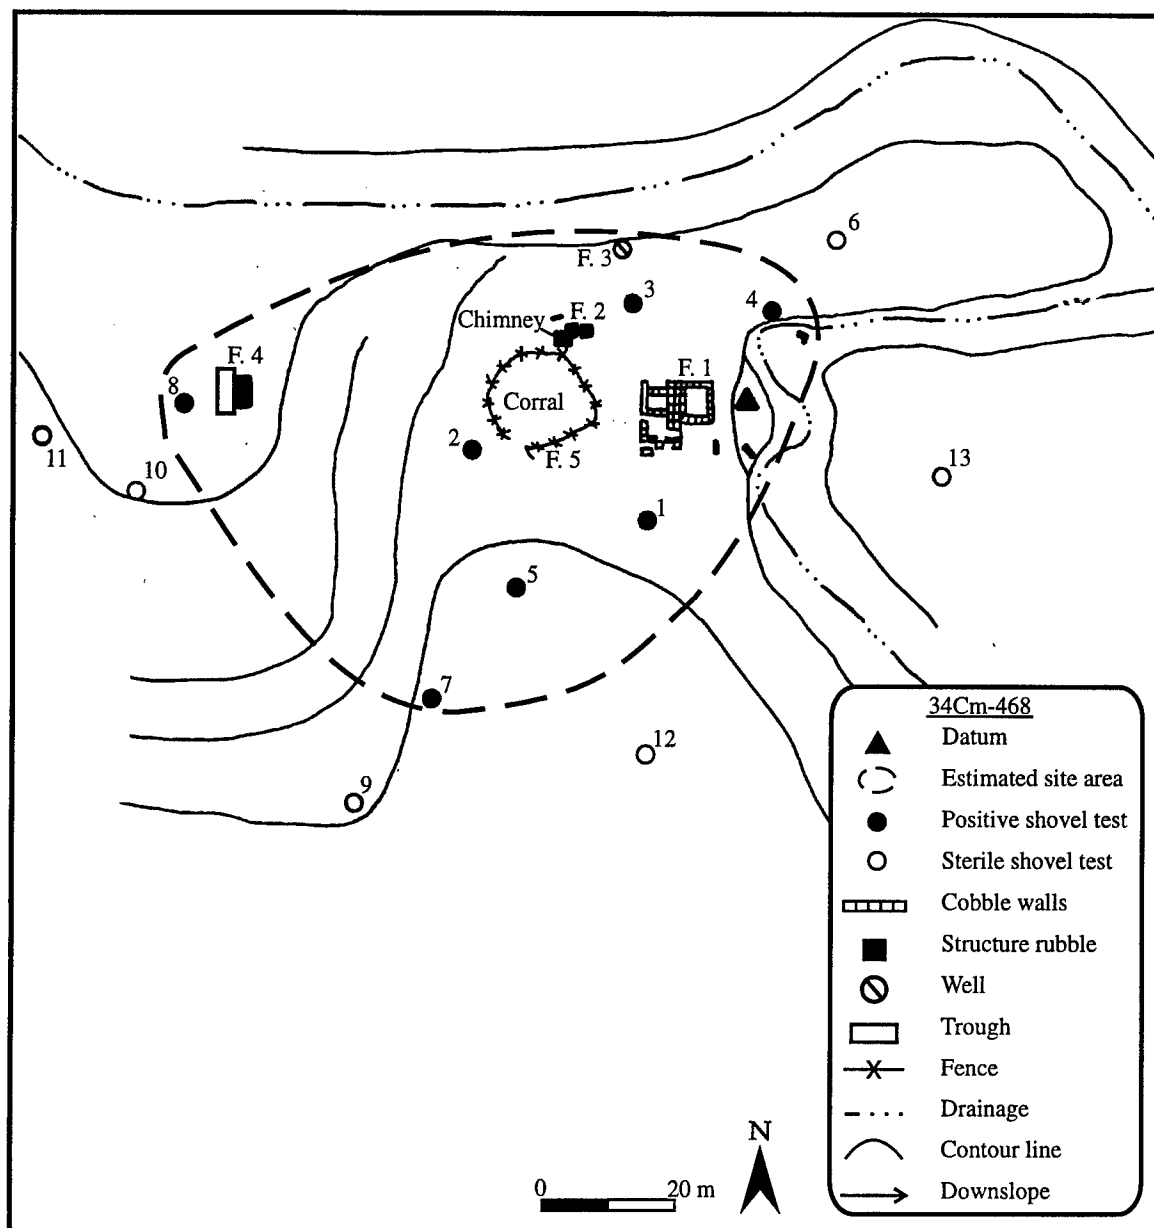 6
F. 3
3
4
F. 2
Chimney
F. 4
F. 1
8
Corral
2
F. 5
11
10
13
1
5
7
12
9
34Cm-468
Datum
Estimated site area
Positive shovel test
Sterile shovel test
Cobble walls
Structure rubble
Well
Trough
Fence
Drainage
Contour line
Downslope
N
0 20 m